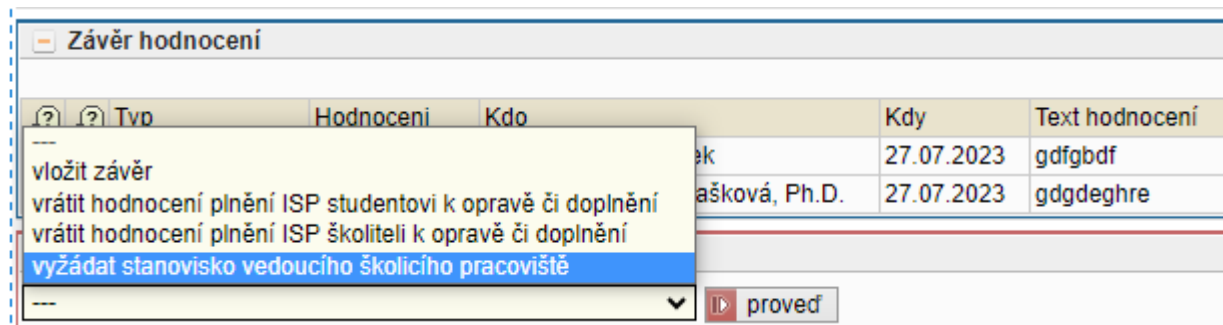 Závěr hodnocení
Typ Hodnoceni Kdo Kdy Text hodnocení
ek 27.07.2023 gdfgbdf
ašková, Ph.D. 27.07.2023 gdgdeghre
---
vložit závěr
vrátit hodnocení plnění ISP studentovi k opravě či doplnění
vrátit hodnocení plnění ISP školiteli k opravě či doplnění
vyžádat stanovisko vedoucího školicího pracoviště
--- proveď